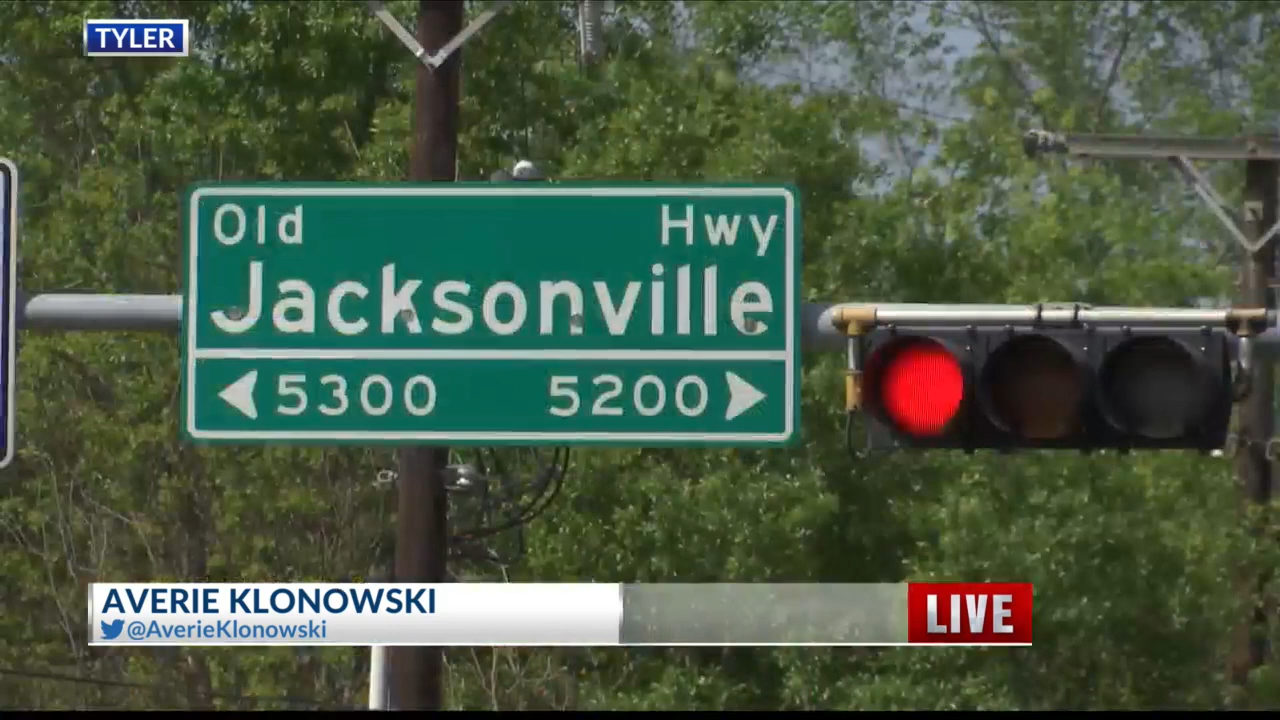 TYLER
Old Hwy
Jacksonville
5300 5200
AVERIE KLONOWSKI
@AverieKlonowski
LIVE